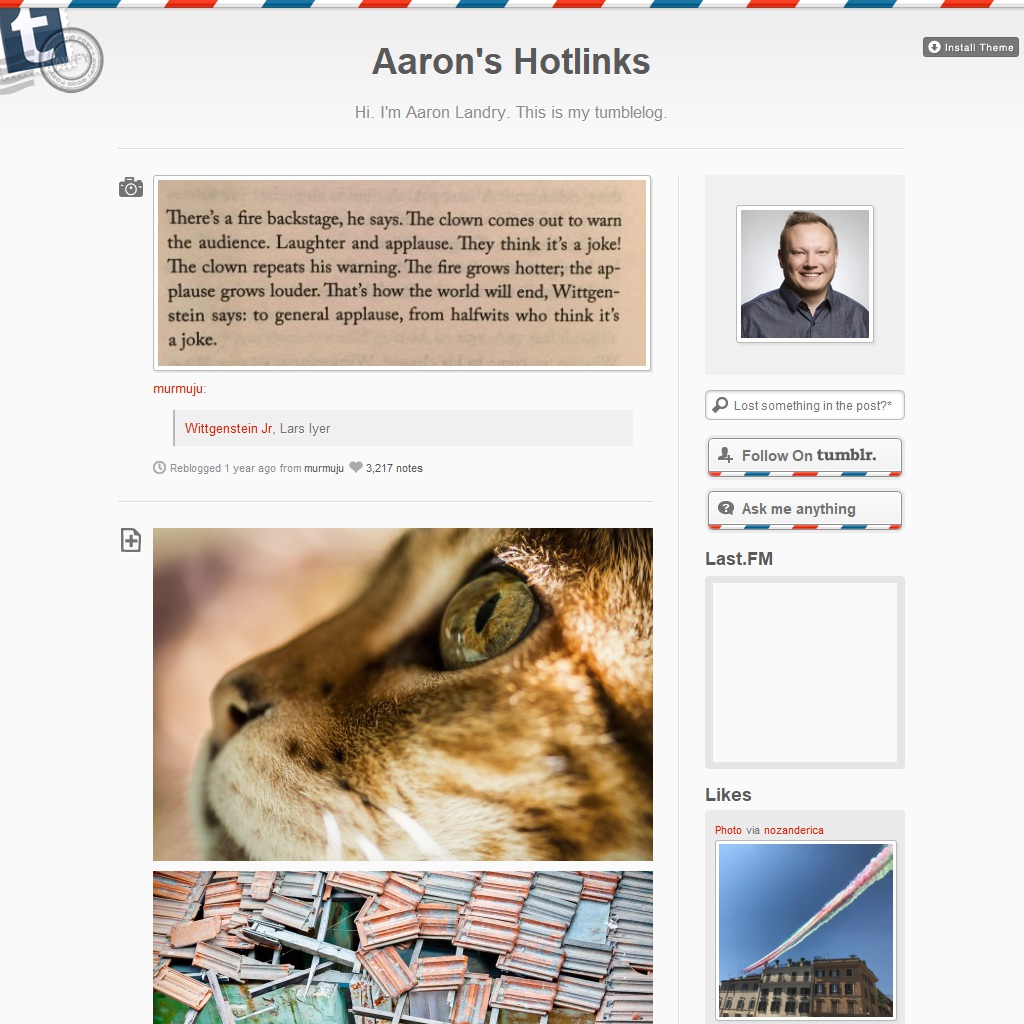 Install Theme
Aaron's Hotlinks
Hi. I'm Aaron Landry. This is my tumblelog.
There's a fire backstage, he says. The clown comes out to warn
the audience. Laughter and applause. They think it's a joke!
The clown repeats his warning. The fire grows hotter; the ap-
plause grows louder. That's how the world will end, Wittgen-
stein says: to general applause, from halfwits who think it's
a joke.
murmuju:
Wittgenstein Jr, Lars Iyer
Reblogged 1 year ago from murmuju 3,217 notes
Lost something in the post?*
Follow On tumblr.
Ask me anything
Last.FM
Likes
Photo via nozanderica